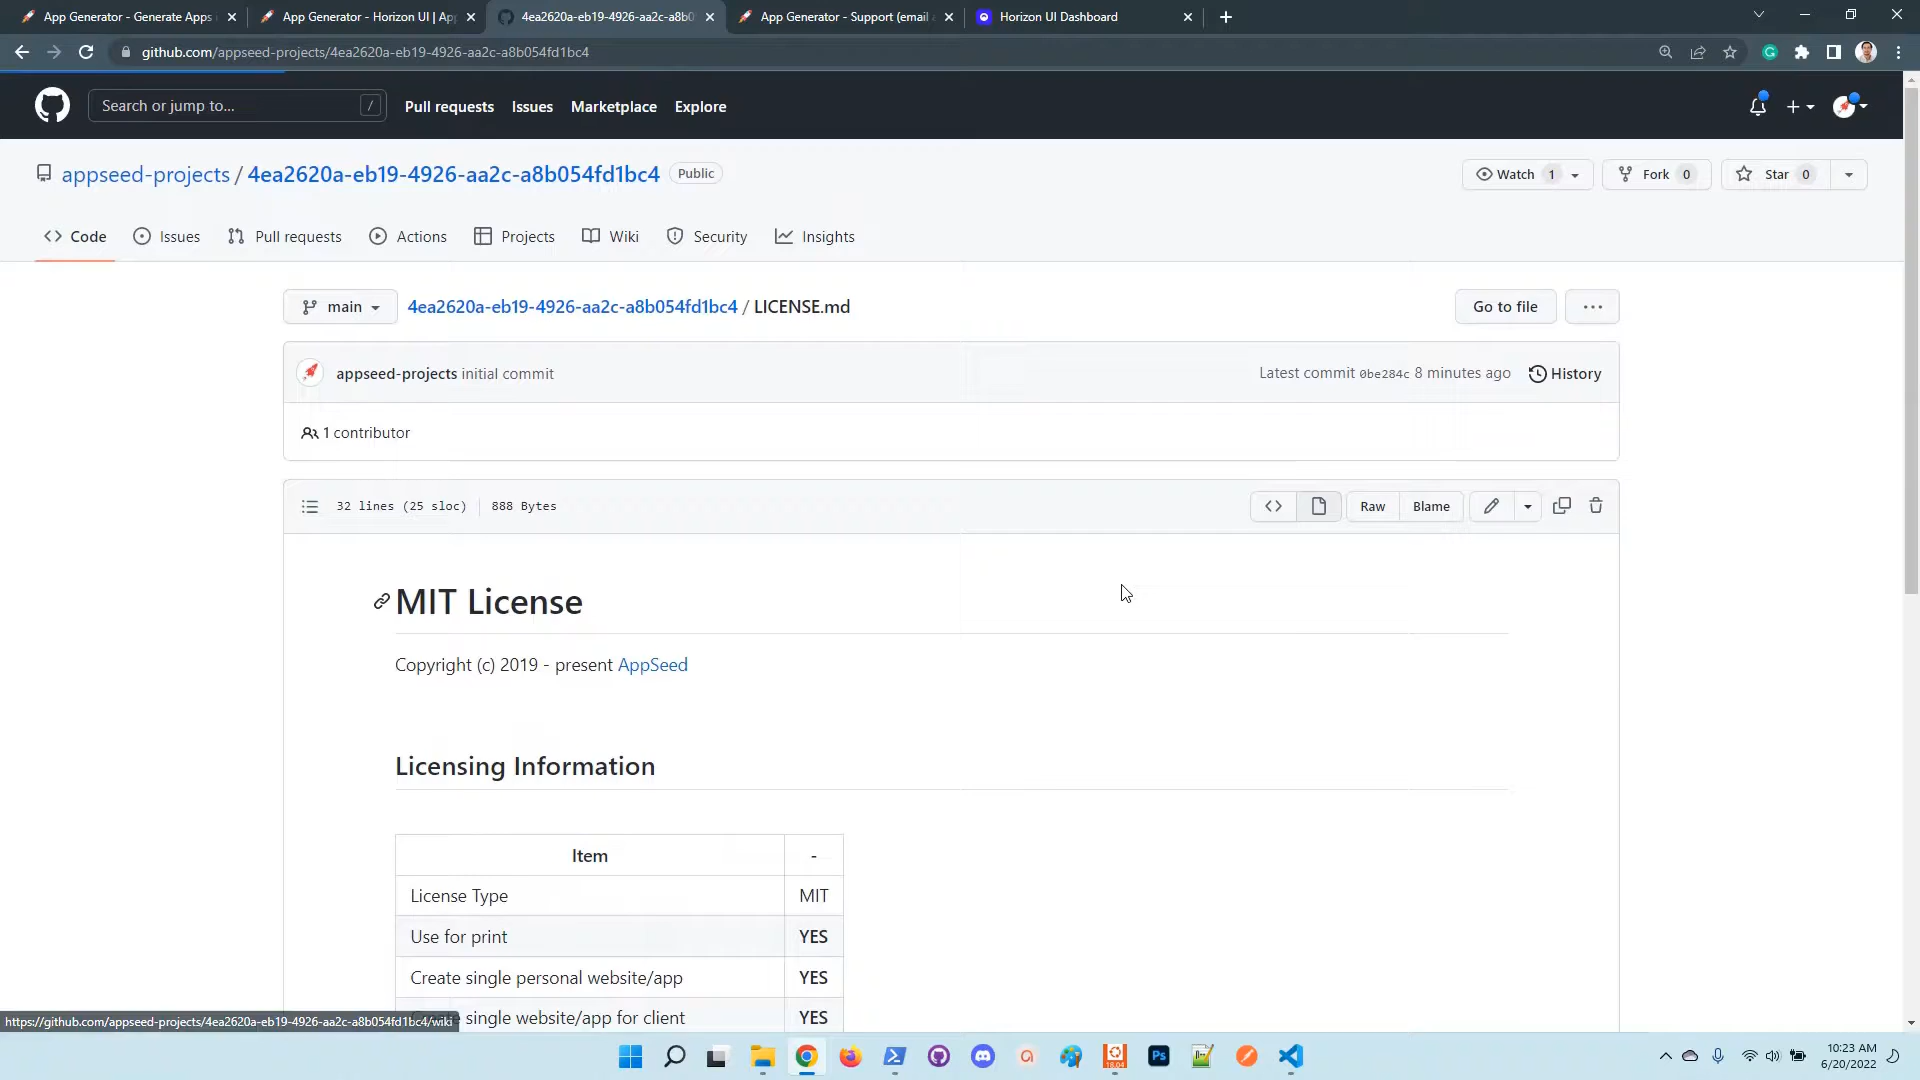 App Generator - Generate Apps
App Generator - Horizon UI | Ap
4ea2620a-eb19-4926-aa2c-a8b0
App Generator - Support (email
Horizon UI Dashboard
github.com/appseed-projects/4ea2620a-eb19-4926-aa2c-a8b054fd1bc4
Search or jump to...
/
Pull requests
Issues
Marketplace
Explore
appseed-projects / 4ea2620a-eb19-4926-aa2c-a8b054fd1bc4
Public
Watch 1
Fork 0
Star 0
Code
Issues
Pull requests
Actions
Projects
Wiki
Security
Insights
main
4ea2620a-eb19-4926-aa2c-a8b054fd1bc4 / LICENSE.md
Go to file
appseed-projects initial commit
Latest commit 0be284c 8 minutes ago
History
1 contributor
32 lines (25 sloc)
888 Bytes
Raw
Blame
MIT License
Copyright (c) 2019 - present AppSeed
Licensing Information
Item -
License Type MIT
Use for print YES
Create single personal website/app YES
single website/app for client YES
https://github.com/appseed-projects/4ea2620a-eb19-4926-aa2c-a8b054fd1bc4/wiki
18.04
Ps
10:23 AM
6/20/2022